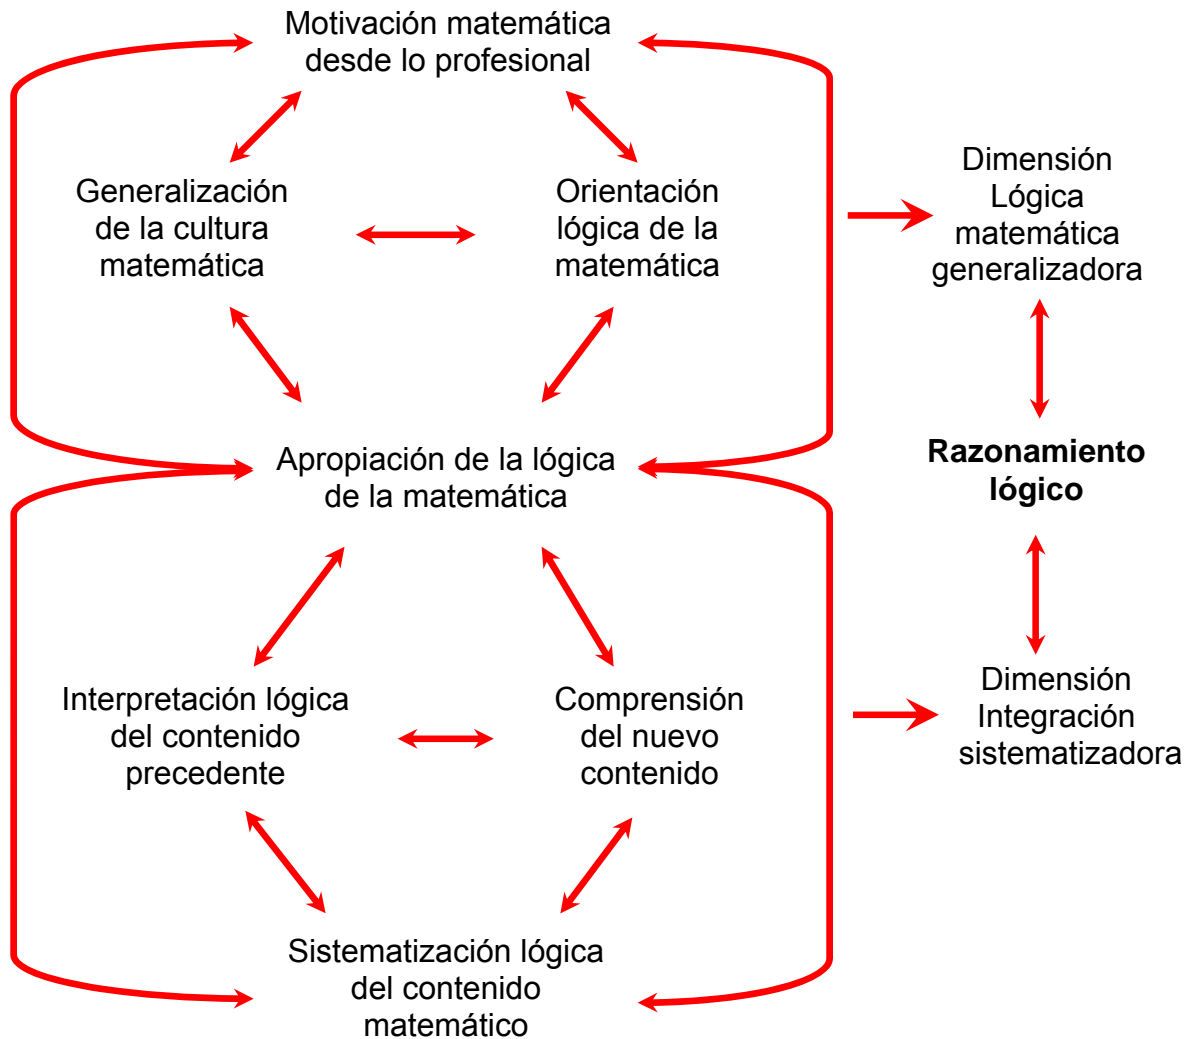 Motivación matemática
desde lo profesional
Generalización
de la cultura
matemática
Orientación
lógica de la
matemática
Dimensión
Lógica
matemática
generalizadora
Apropiación de la lógica
de la matemática
Razonamiento
lógico
Interpretación lógica
del contenido
precedente
Comprensión
del nuevo
contenido
Dimensión
Integración
sistematizadora
Sistematización lógica
del contenido
matemático